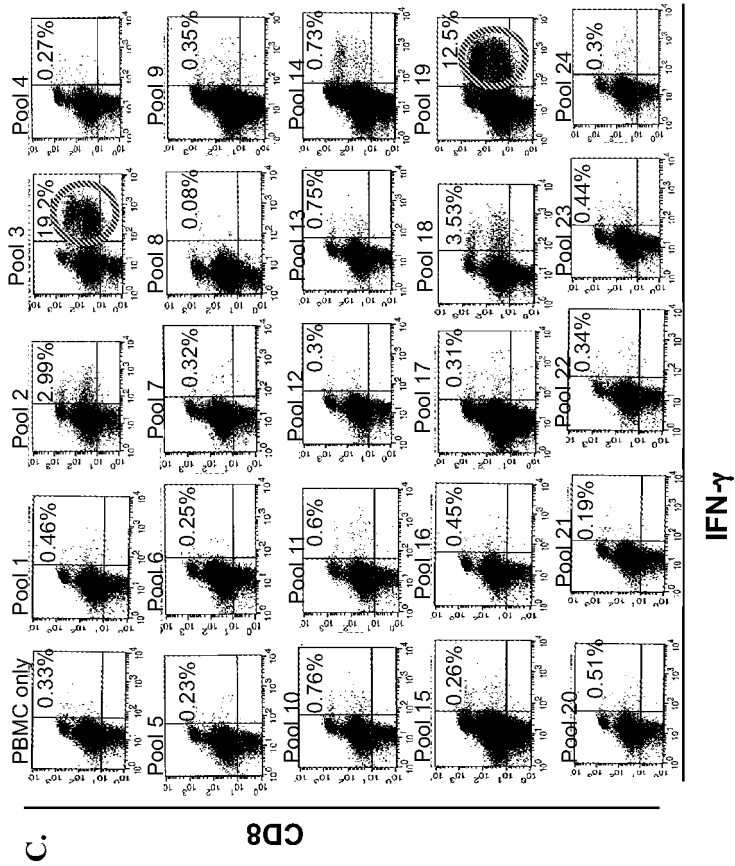 C.
PBMC only Pool 1 Pool 2 Pool 3 Pool 4
0.33% 0.46% 2.99% 19.2% 0.27%
Pool 5 Pool 6 Pool 7 Pool 8 Pool 9
0.23% 0.25% 0.32% 0.08% 0.35%
Pool 10 Pool 11 Pool 12 Pool 13 Pool 14
0.76% 0.6% 0.3% 0.75% 0.73%
Pool 15 Pool 16 Pool 17 Pool 18 Pool 19
0.26% 0.45% 0.31% 3.53% 12.5%
Pool 20 Pool 21 Pool 22 Pool 23 Pool 24
0.51% 0.19% 0.34% 0.44% 0.3%
CD8
IFN-γ